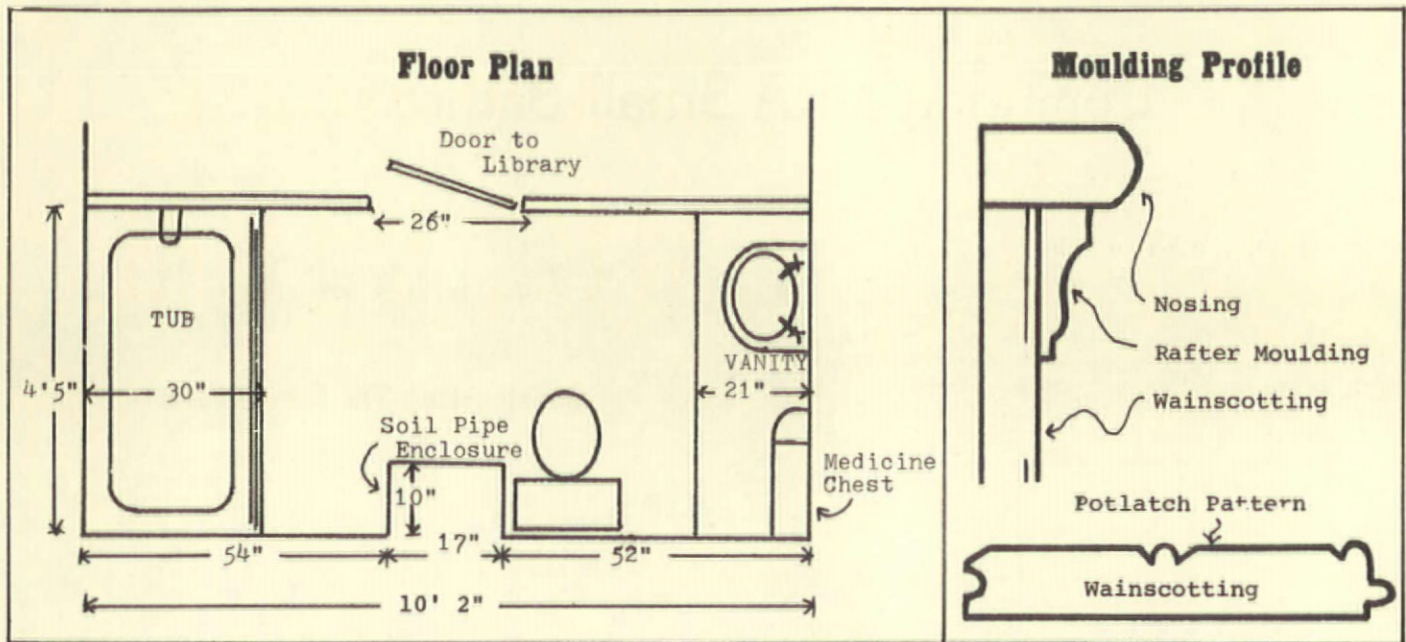 Floor Plan
Door to
Library
26"
TUB
4'5"
30"
VANITY
21"
Soil Pipe
Enclosure
10"
Medicine
Chest
54"
17"
52"
10' 2"
Moulding Profile
Nosing
Rafter Moulding
Wainscotting
Potlatch Pattern
Wainscotting